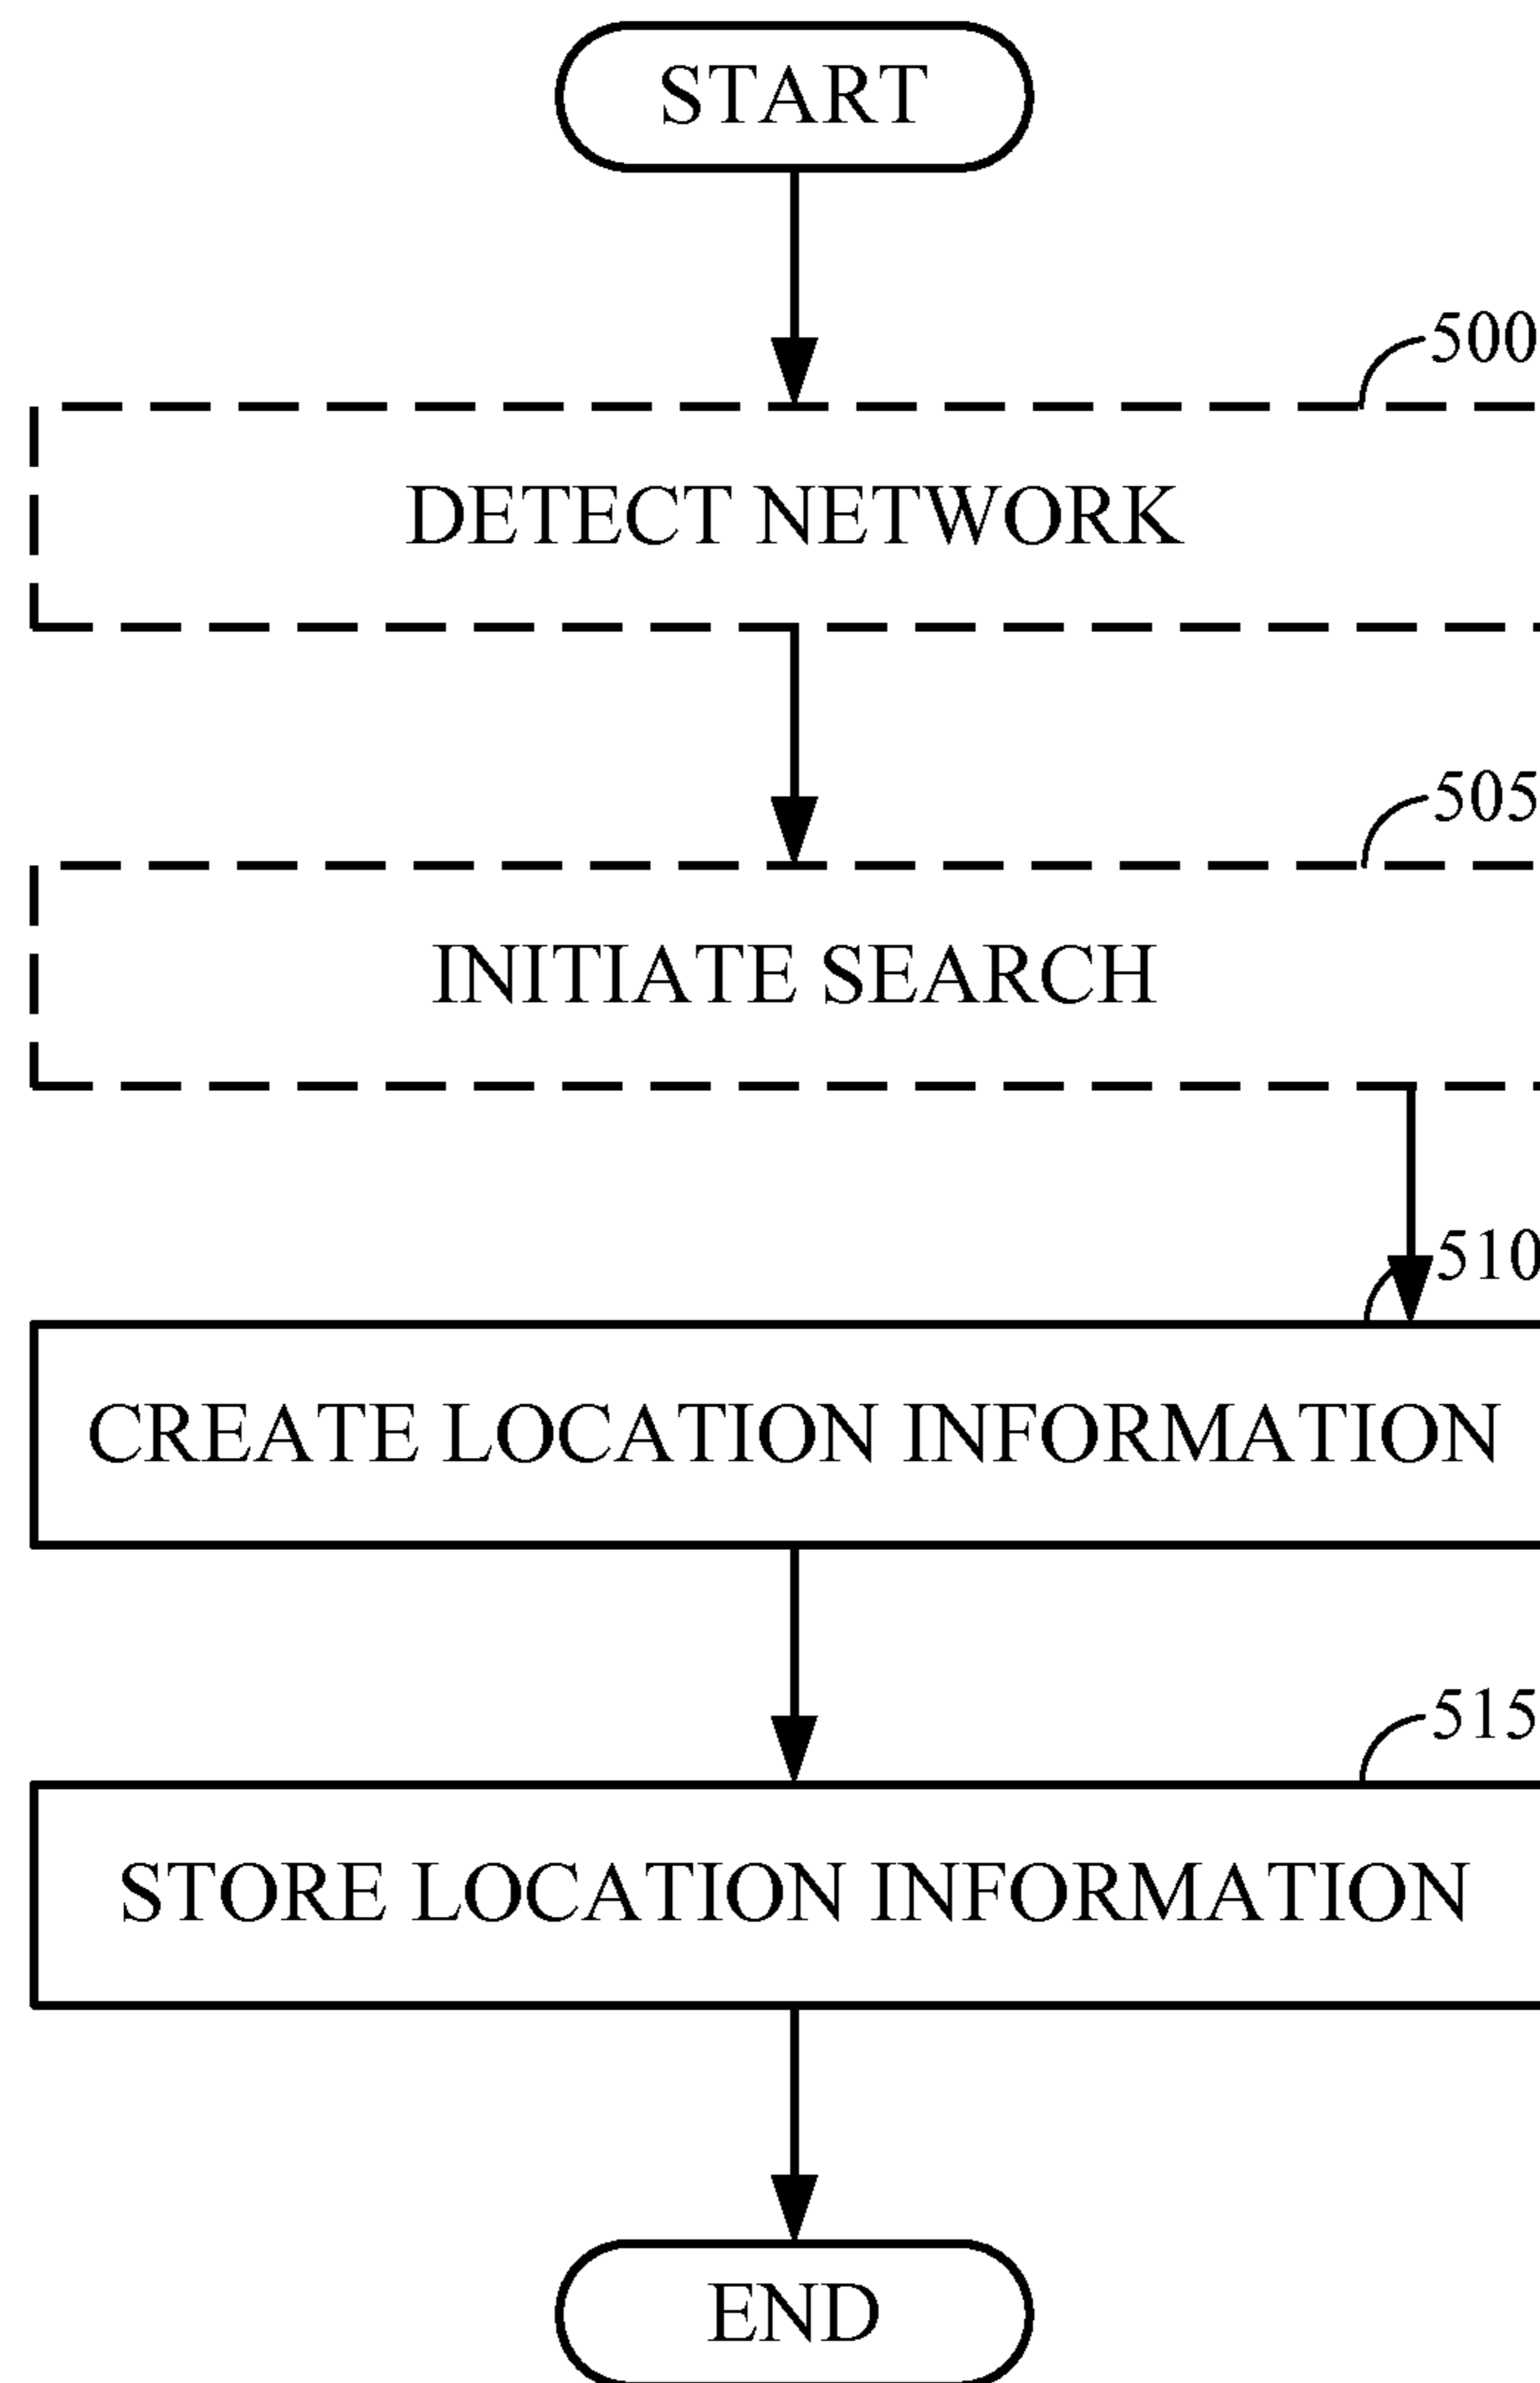 START
500
DETECT NETWORK
505
INITIATE SEARCH
510
CREATE LOCATION INFORMATION
515
STORE LOCATION INFORMATION
END